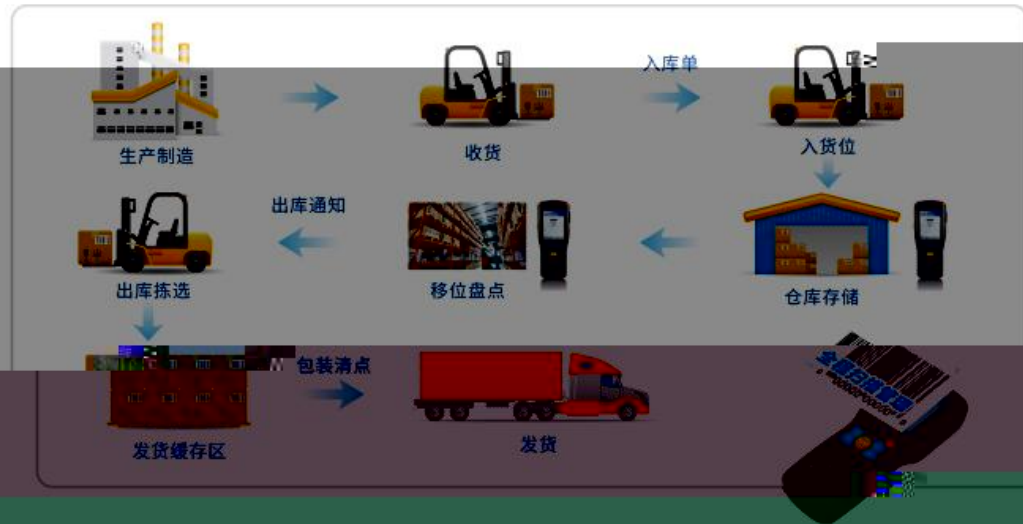 入库单
生产制造
收货
入货位
出库通知
出库拣选
移位盘点
仓库存储
包装清点
发货缓存区
发货